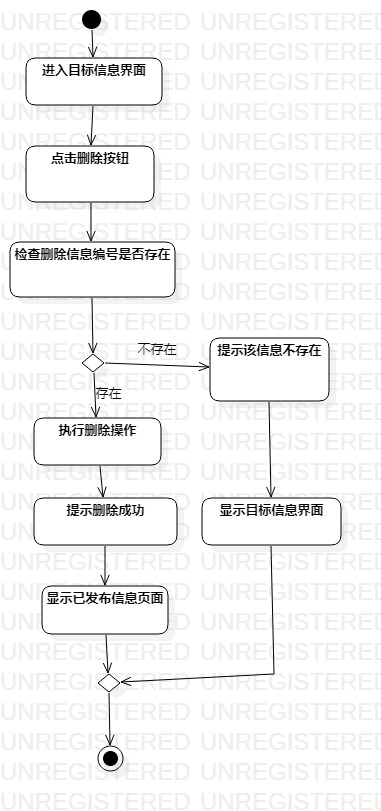 进入目标信息界面
点击删除按钮
检查删除信息编号是否存在
不存在
提示该信息不存在
存在
执行删除操作
提示删除成功
显示目标信息界面
显示已发布信息页面
UNREGISTERED